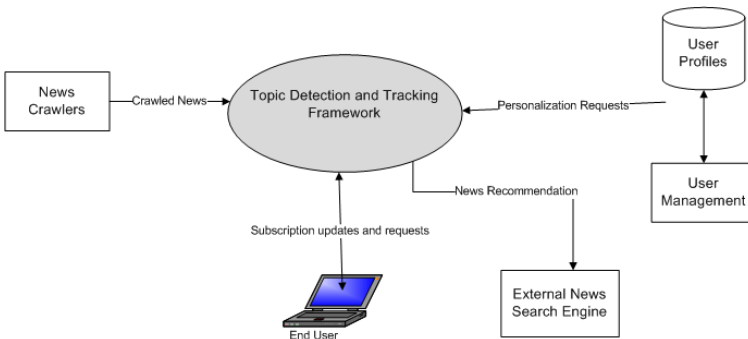 User
Profiles
News
Crawlers
Crawled News
Topic Detection and Tracking
Framework
Personalization Requests
User
Management
News Recommendation
Subscription updates and requests
External News
Search Engine
End User